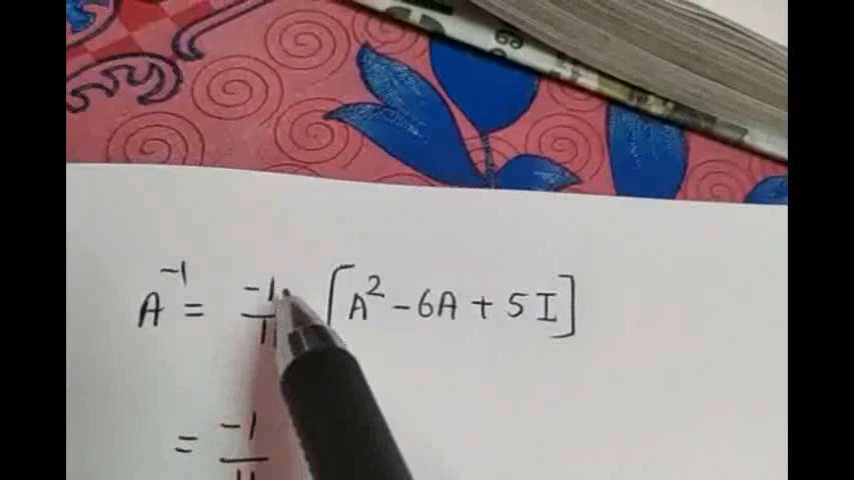 A⁻¹ = -1/11 [A² - 6A + 5I]
= -1/11